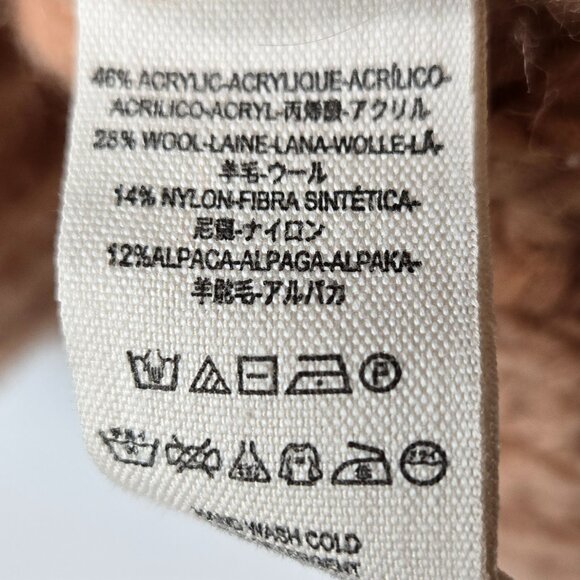 46% ACRYLIC-ACRYLIQUE-ACRÍLICO-
ACRILICO-ACRYL-丙烯酸-アクリル
28% WOOL-LAINE-LANA-WOLLE-LÃ-
羊毛-ウール
14% NYLON-FIBRA SINTÉTICA-
尼龍-ナイロン
12%ALPACA-ALPAGA-ALPAKA-
羊駝毛-アルパカ
P
HAND WASH COLD